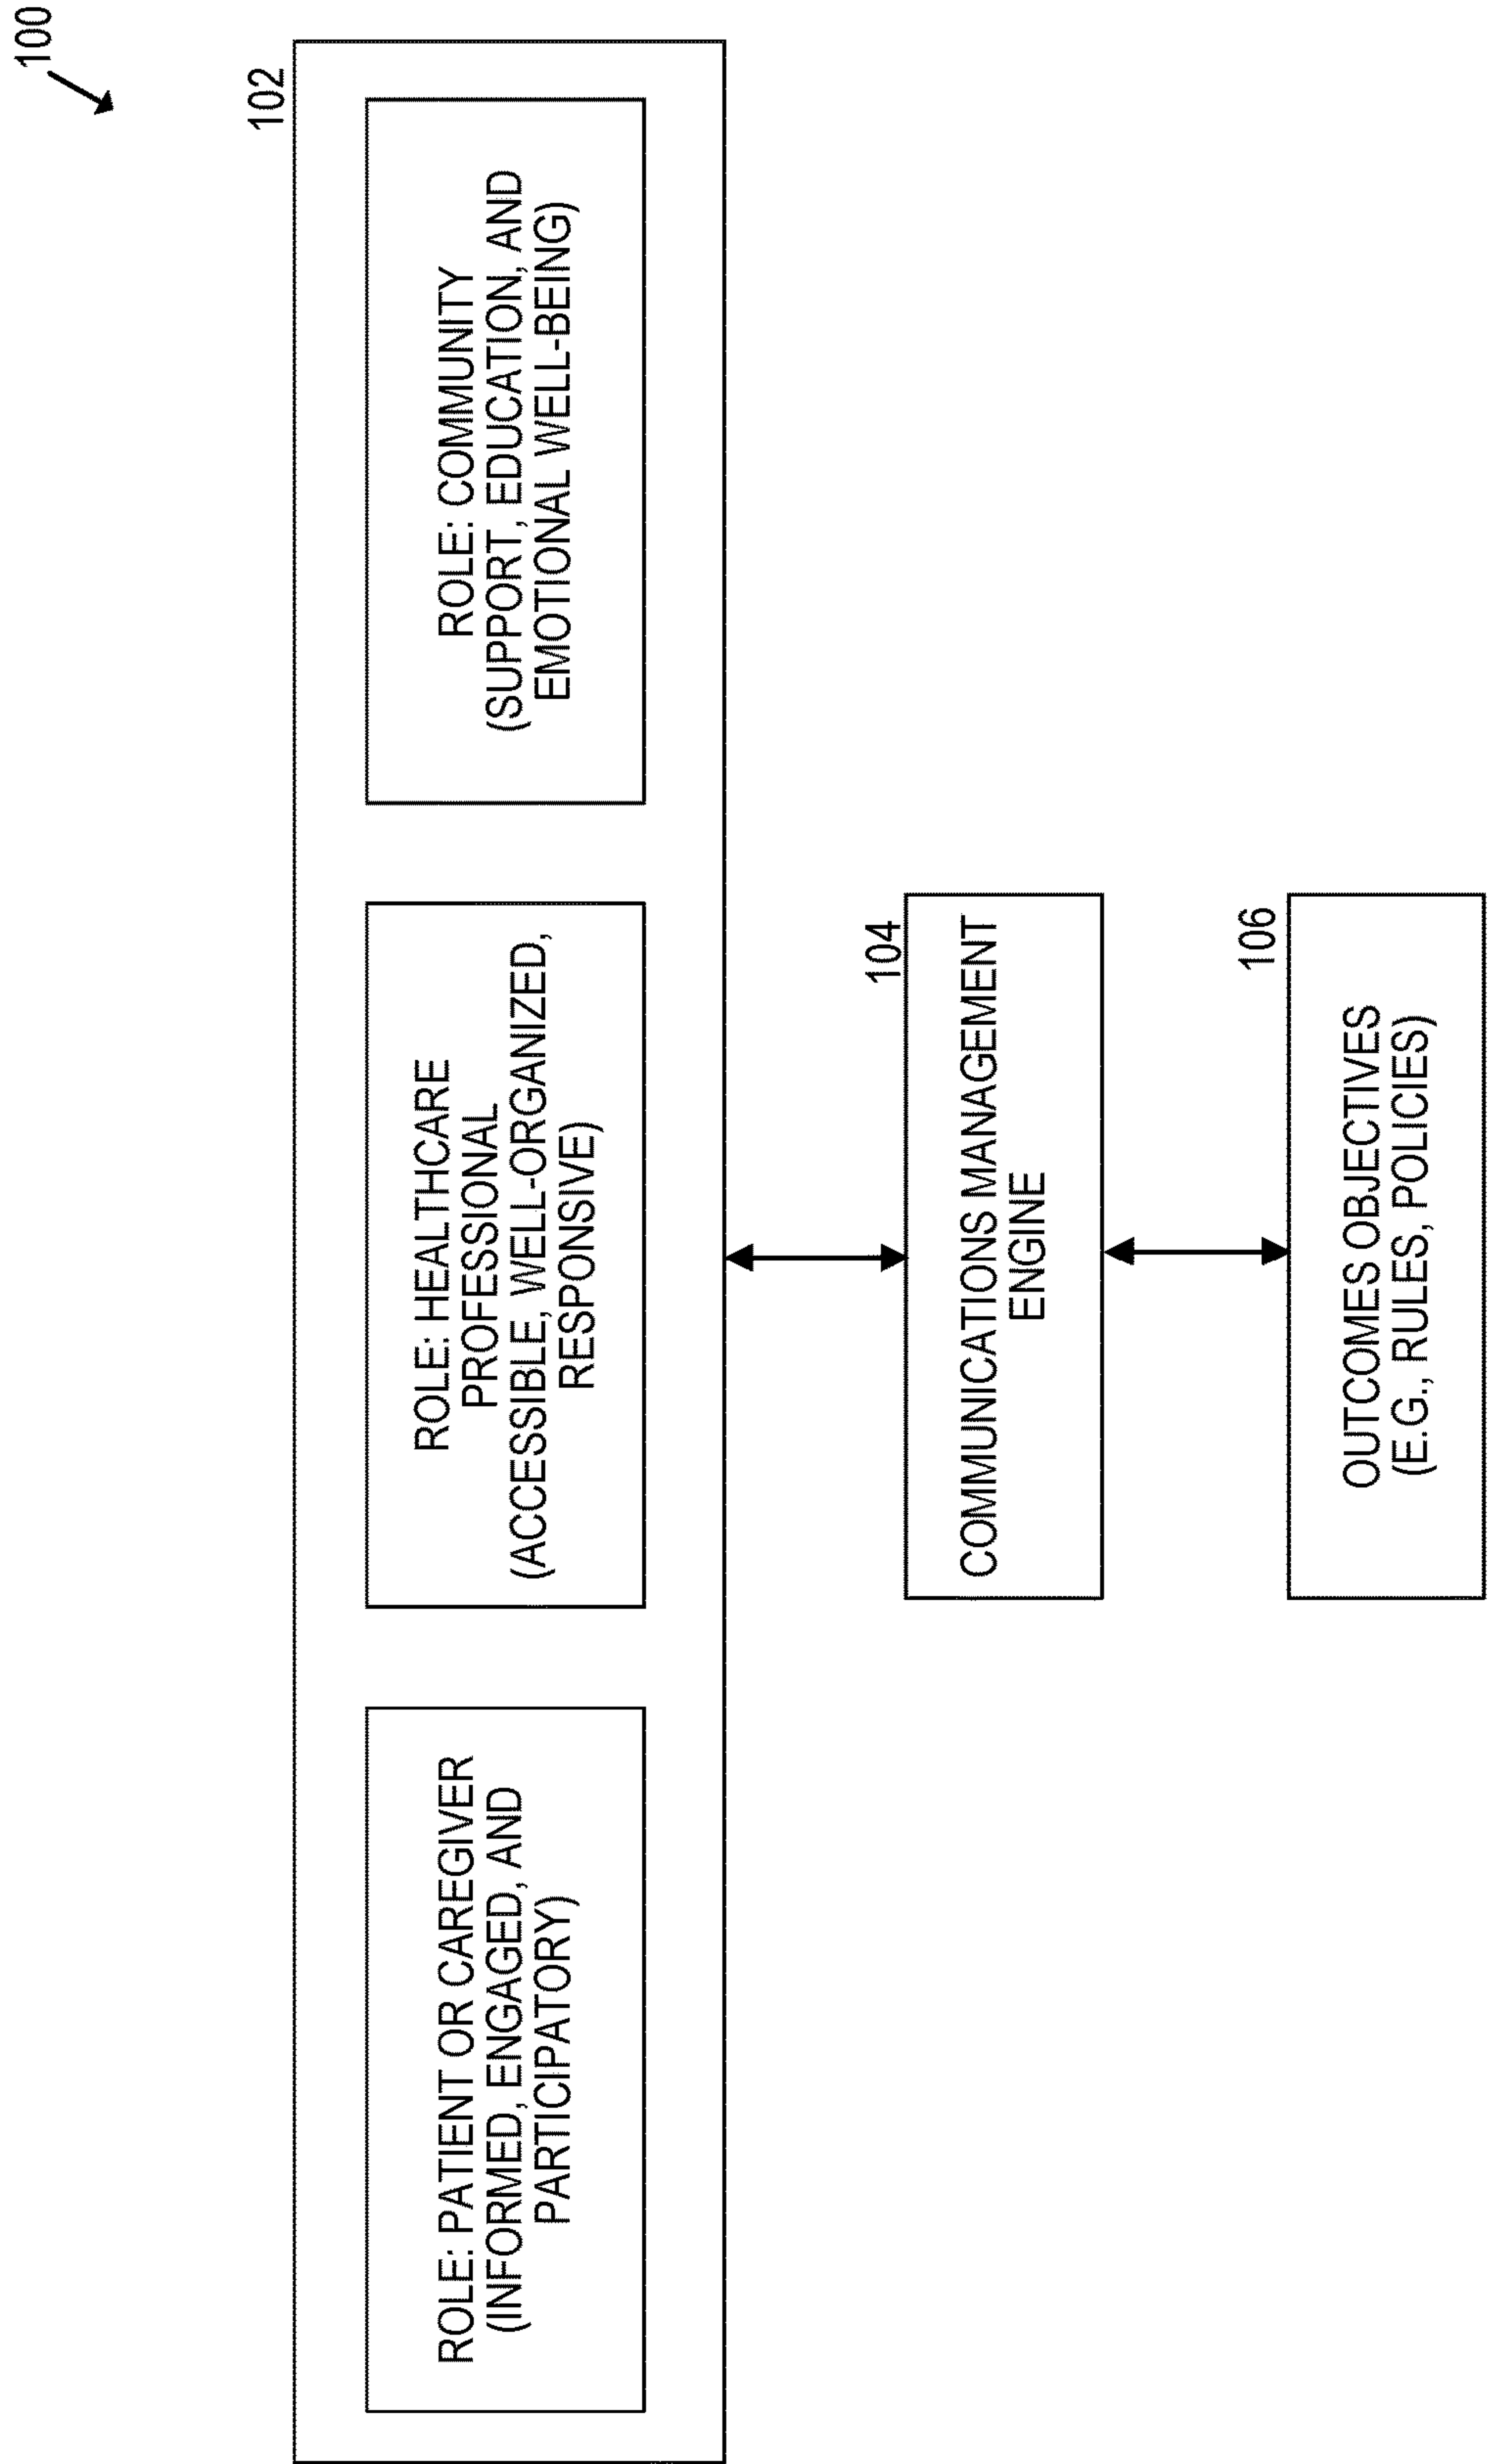 100
102
ROLE: PATIENT OR CAREGIVER
(INFORMED, ENGAGED, AND
PARTICIPATORY)
ROLE: HEALTHCARE
PROFESSIONAL
(ACCESSIBLE, WELL-ORGANIZED,
RESPONSIVE)
ROLE: COMMUNITY
(SUPPORT, EDUCATION, AND
EMOTIONAL WELL-BEING)
104
COMMUNICATIONS MANAGEMENT
ENGINE
106
OUTCOMES OBJECTIVES
(E.G., RULES, POLICIES)